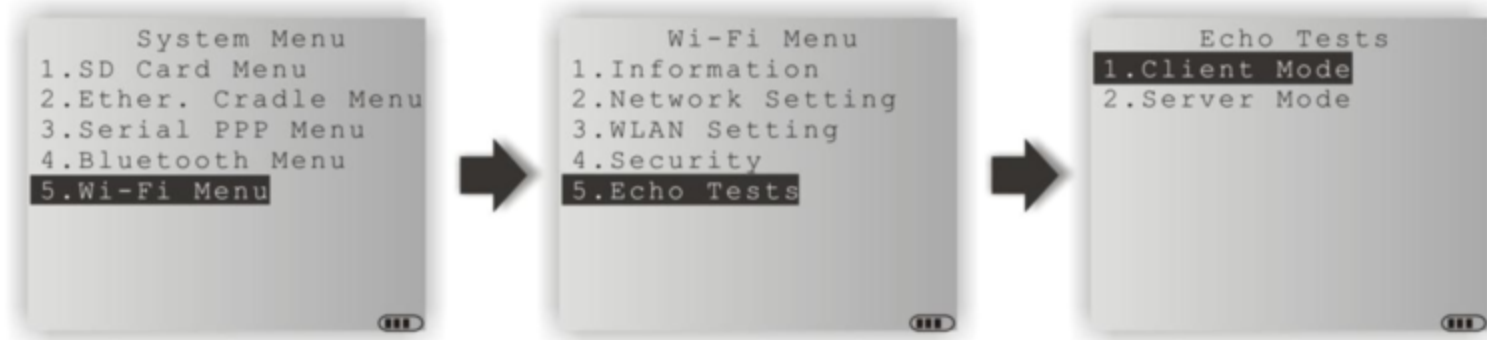 System Menu
1.SD Card Menu
2.Ether. Cradle Menu
3.Serial PPP Menu
4.Bluetooth Menu
5.Wi-Fi Menu
Wi-Fi Menu
1.Information
2.Network Setting
3.WLAN Setting
4.Security
5.Echo Tests
Echo Tests
1.Client Mode
2.Server Mode